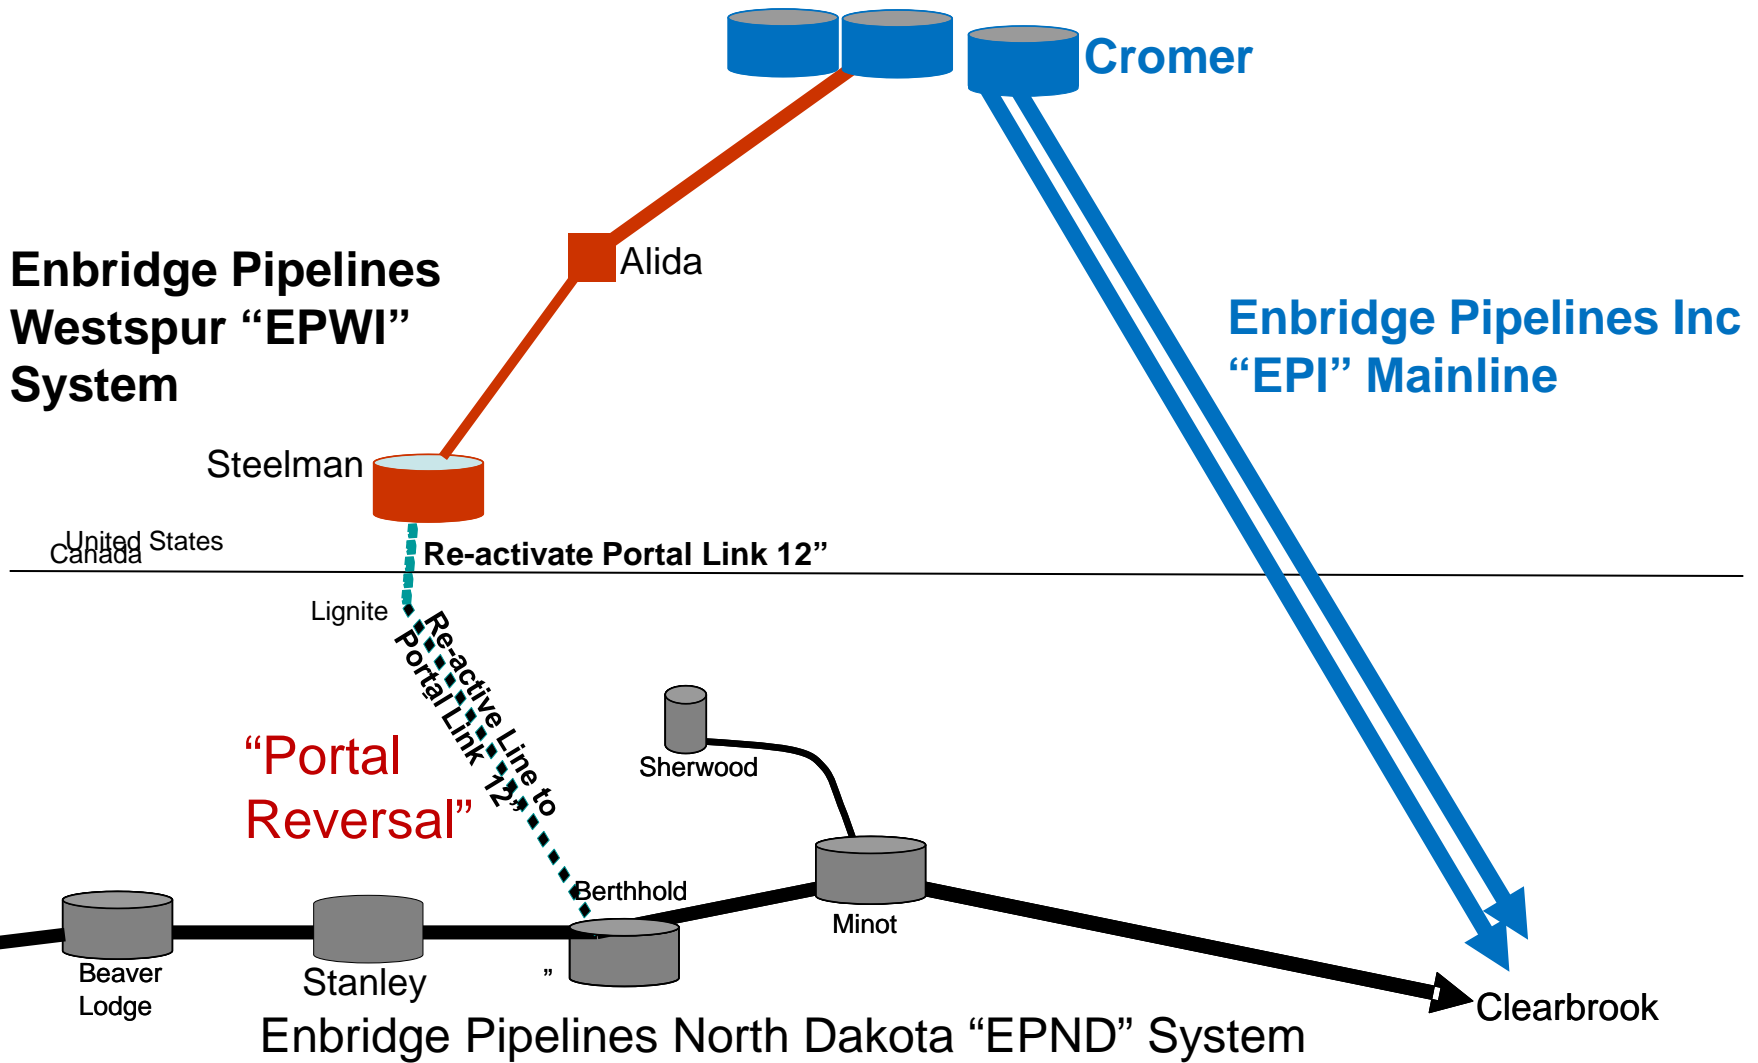 Cromer
Alida
Enbridge Pipelines
Westspur “EPWI”
System
Enbridge Pipelines Inc
“EPI” Mainline
Steelman
United States
Canada
Re-activate Portal Link 12”
Lignite
Re-active Line to
Portal Link 12”
“Portal
Reversal”
Sherwood
Berthhold
Minot
Beaver
Lodge
Stanley
”
Clearbrook
Enbridge Pipelines North Dakota “EPND” System